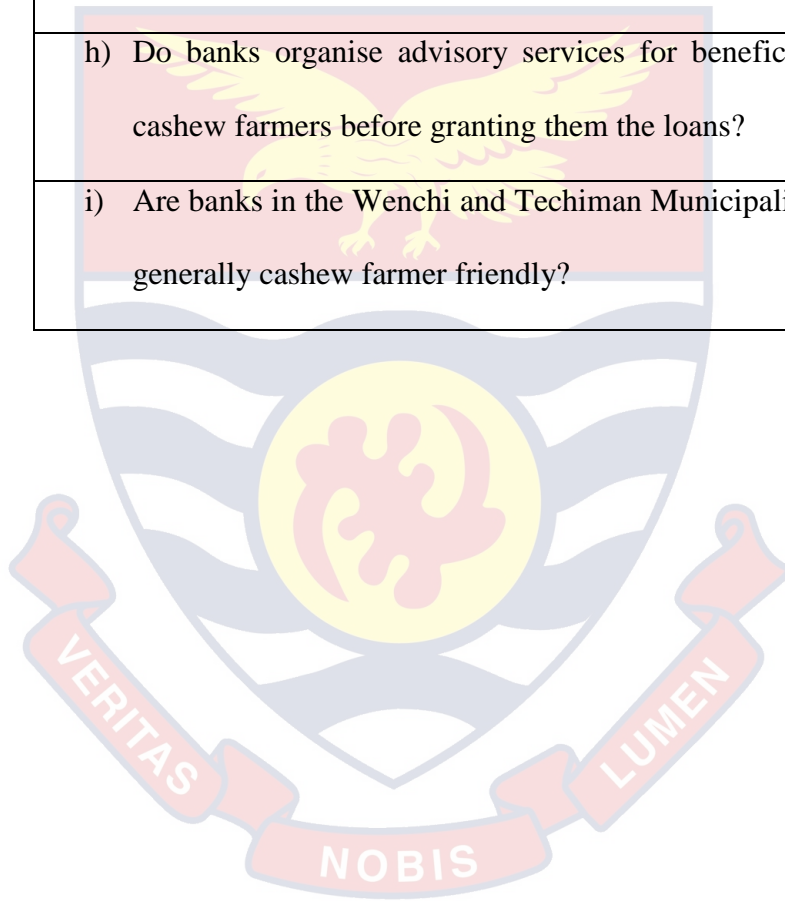 h) Do banks organise advisory services for benefic
cashew farmers before granting them the loans?
i) Are banks in the Wenchi and Techiman Municipali
generally cashew farmer friendly?
VERITAS
NOBIS
LUMEN